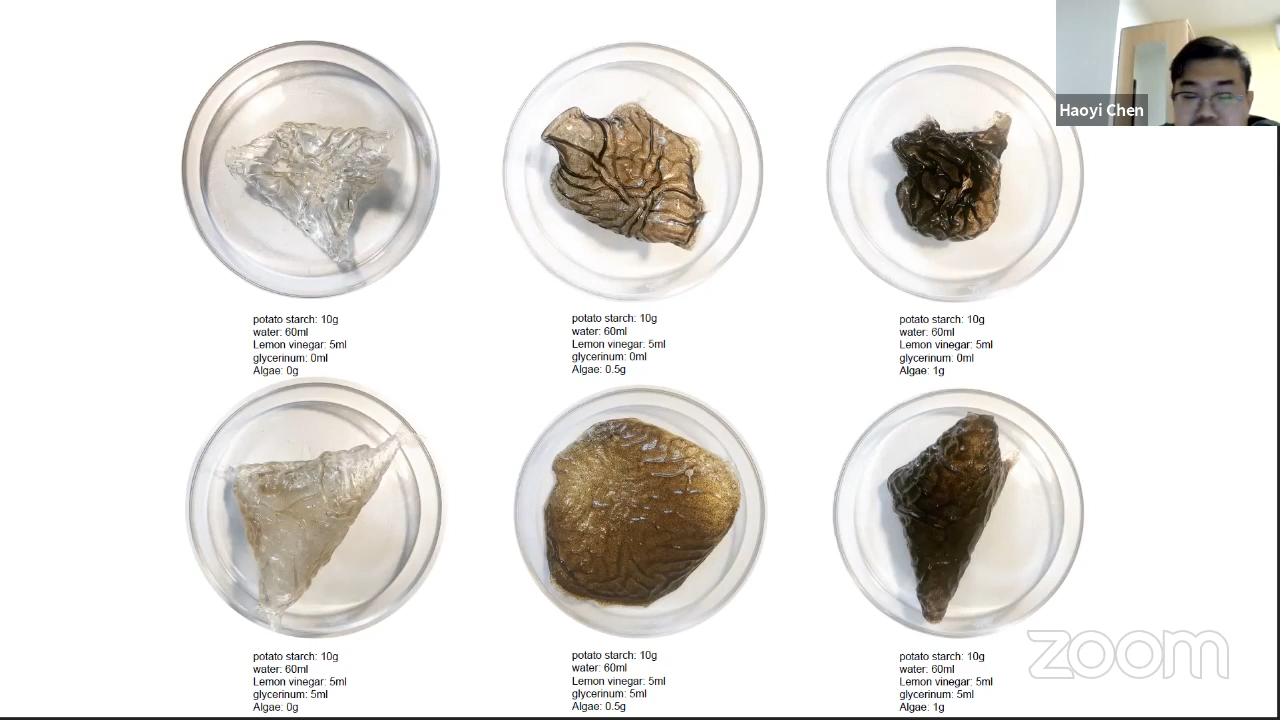 Haoyi Chen
potato starch: 10g
water: 60ml
Lemon vinegar: 5ml
glycerinum: 0ml
Algae: 0g
potato starch: 10g
water: 60ml
Lemon vinegar: 5ml
glycerinum: 0ml
Algae: 0.5g
potato starch: 10g
water: 60ml
Lemon vinegar: 5ml
glycerinum: 0ml
Algae: 1g
potato starch: 10g
water: 60ml
Lemon vinegar: 5ml
glycerinum: 5ml
Algae: 0g
potato starch: 10g
water: 60ml
Lemon vinegar: 5ml
glycerinum: 5ml
Algae: 0.5g
potato starch: 10g
water: 60ml
Lemon vinegar: 5ml
glycerinum: 5ml
Algae: 1g
zoom